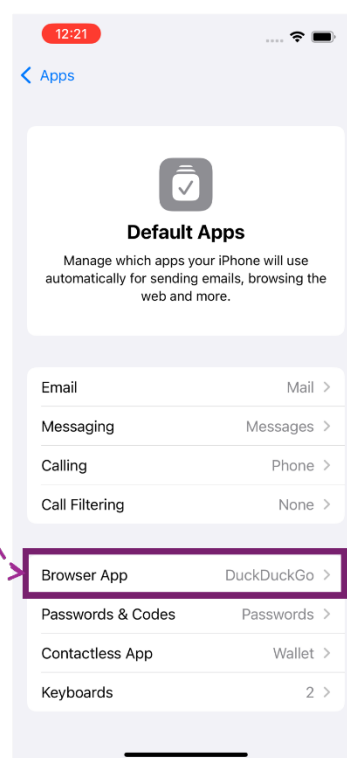 12:21
Apps
Default Apps
Manage which apps your iPhone will use
automatically for sending emails, browsing the
web and more.
Email Mail
Messaging Messages
Calling Phone
Call Filtering None
Browser App DuckDuckGo
Passwords & Codes Passwords
Contactless App Wallet
Keyboards 2